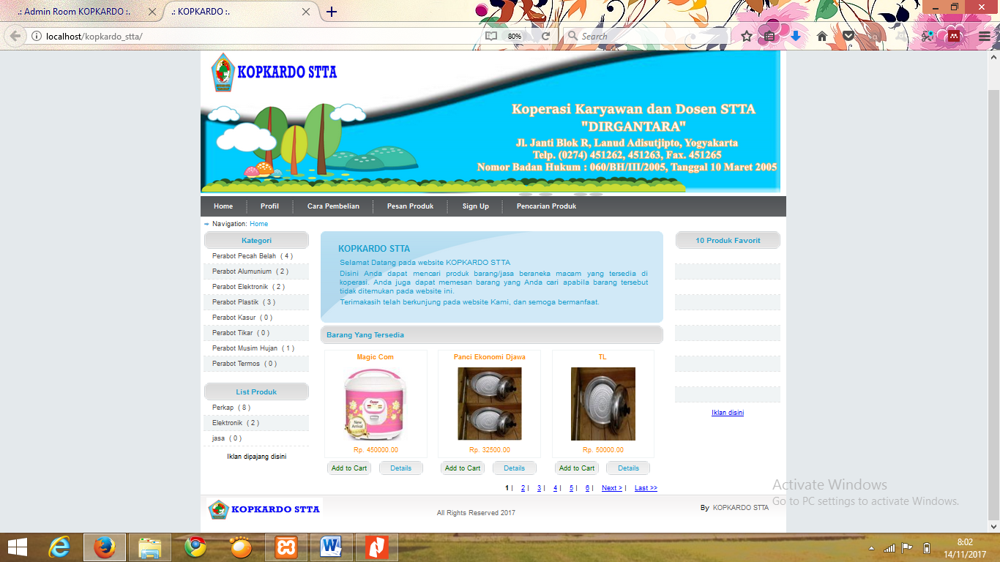 .: Admin Room KOPKARDO :.
.: KOPKARDO :.
localhost/kopkardo_stta/
80%
Search
KOPKARDO STTA
Koperasi Karyawan dan Dosen STTA
"DIRGANTARA"
Jl. Janti Blok R, Lanud Adisutjipto, Yogyakarta
Telp. (0274) 451262, 451263, Fax. 451265
Nomor Badan Hukum : 060/BH/III/2005, Tanggal 10 Maret 2005
Home Profil Cara Pembelian Pesan Produk Sign Up Pencarian Produk
Navigation: Home
Kategori
Perabot Pecah Belah ( 4 )
Perabot Alumunium ( 2 )
Perabot Elektronik ( 2 )
Perabot Plastik ( 3 )
Perabot Kasur ( 0 )
Perabot Tikar ( 0 )
Perabot Musim Hujan ( 1 )
Perabot Termos ( 0 )
List Produk
Perkap ( 8 )
Elektronik ( 2 )
jasa ( 0 )
Iklan dipajang disini
KOPKARDO STTA
Selamat Datang pada website KOPKARDO STTA
Disini Anda dapat mencari produk barang/jasa beraneka macam yang tersedia di
koperasi. Anda juga dapat memesan barang yang Anda cari apabila barang tersebut
tidak ditemukan pada website ini.
Terimakasih telah berkunjung pada website Kami, dan semoga bermanfaat.
Barang Yang Tersedia
Magic Com Panci Ekonomi Djawa TL
New Arrival
Rp. 450000.00 Rp. 32500.00 Rp. 50000.00
Add to Cart Details Add to Cart Details Add to Cart Details
1 | 2 | 3 | 4 | 5 | 6 | Next > | Last >>
10 Produk Favorit
Iklan disini
Activate Windows
Go to PC settings to activate Windows.
KOPKARDO STTA
All Rights Reserved 2017
By KOPKARDO STTA
8:02
14/11/2017